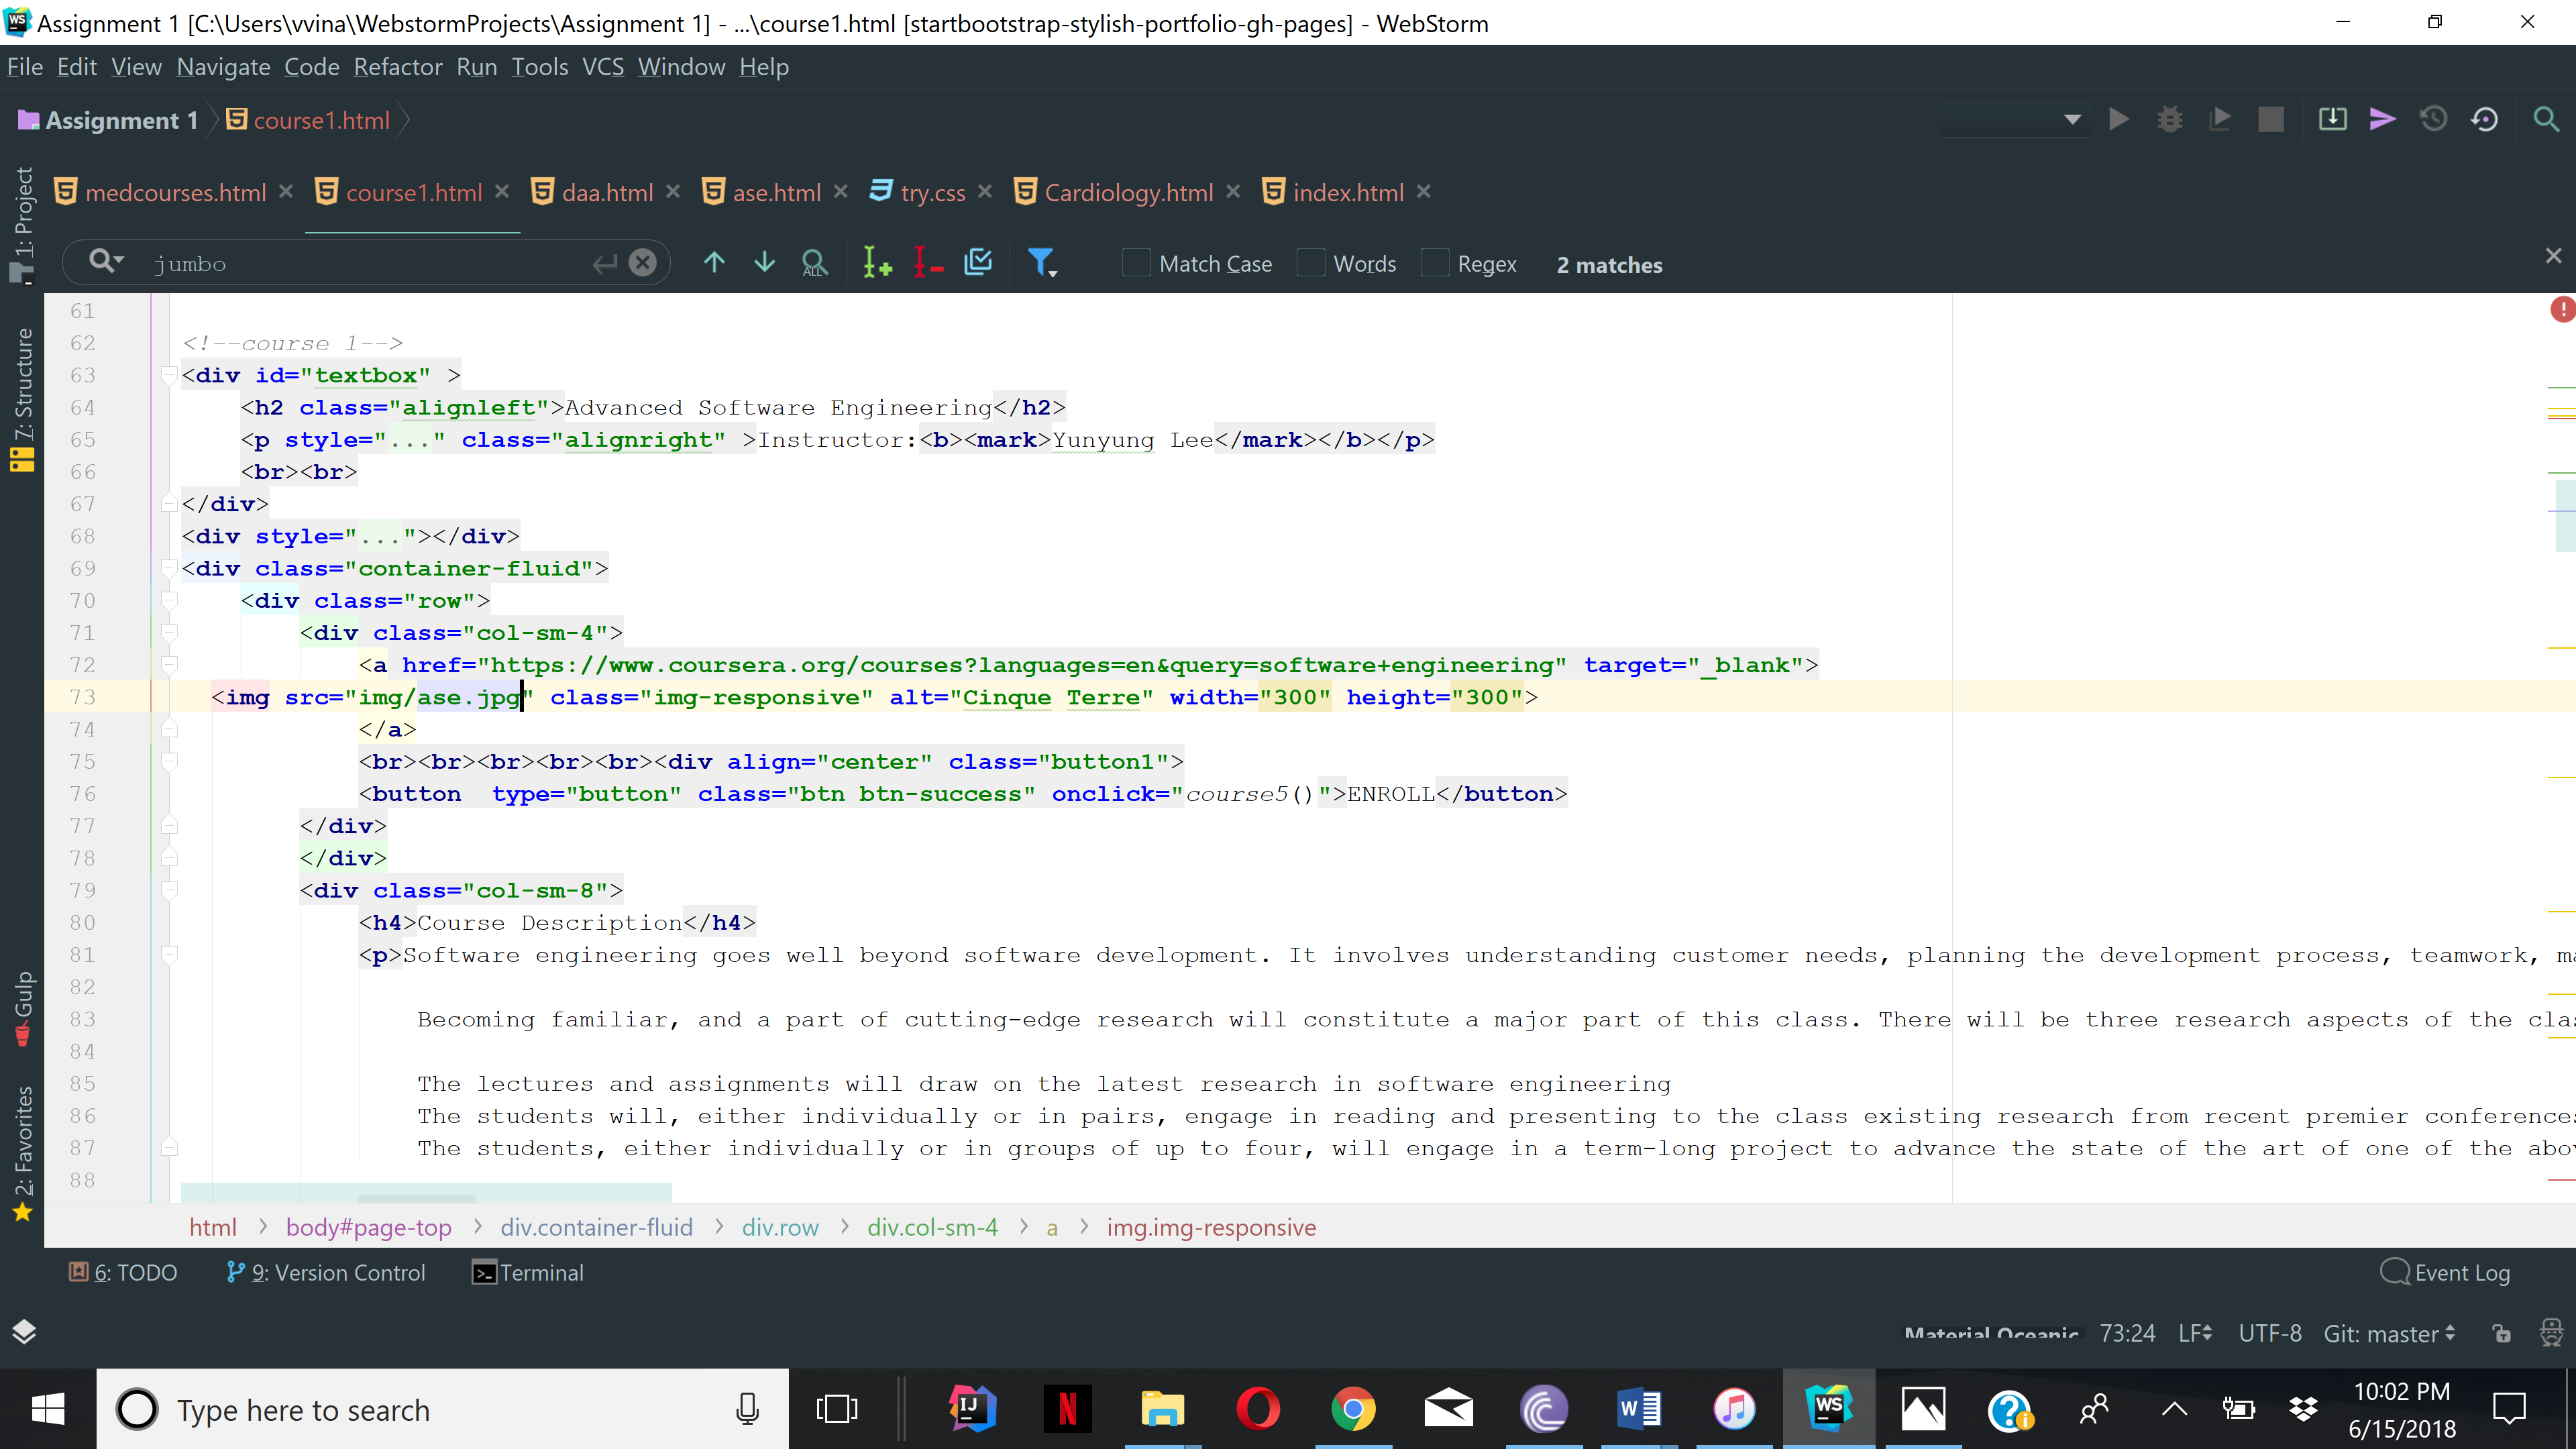 Assignment 1 [C:\Users\vvina\WebstormProjects\Assignment 1] - ...\course1.html [startbootstrap-stylish-portfolio-gh-pages] - WebStorm
File Edit View Navigate Code Refactor Run Tools VCS Window Help
Assignment 1 course1.html
medcourses.html course1.html daa.html ase.html try.css Cardiology.html index.html
jumbo Match Case Words Regex 2 matches
1: Project
7: Structure
Gulp
2: Favorites
61
62 <!--course 1-->
63 <div id="textbox" >
64 <h2 class="alignleft">Advanced Software Engineering</h2>
65 <p style="..." class="alignright" >Instructor:<b><mark>Yunyung Lee</mark></b></p>
66 <br><br>
67 </div>
68 <div style="..."></div>
69 <div class="container-fluid">
70 <div class="row">
71 <div class="col-sm-4">
72 <a href="https://www.coursera.org/courses?languages=en&query=software+engineering" target="_blank">
73 <img src="img/ase.jpg" class="img-responsive" alt="Cinque Terre" width="300" height="300">
74 </a>
75 <br><br><br><br><br><div align="center" class="button1">
76 <button  type="button" class="btn btn-success" onclick="course5()">ENROLL</button>
77 </div>
78 </div>
79 <div class="col-sm-8">
80 <h4>Course Description</h4>
81 <p>Software engineering goes well beyond software development. It involves understanding customer needs, planning the development process, teamwork,
82
83 Becoming familiar, and a part of cutting-edge research will constitute a major part of this class. There will be three research aspects of the
84
85 The lectures and assignments will draw on the latest research in software engineering
86 The students will, either individually or in pairs, engage in reading and presenting to the class existing research from recent premier conferences
87 The students, either individually or in groups of up to four, will engage in a term-long project to advance the state of the art of one of the
88
html body#page-top div.container-fluid div.row div.col-sm-4 a img.img-responsive
6: TODO 9: Version Control Terminal Event Log
Material Oceanic 73:24 LF UTF-8 Git: master
Type here to search
10:02 PM
6/15/2018